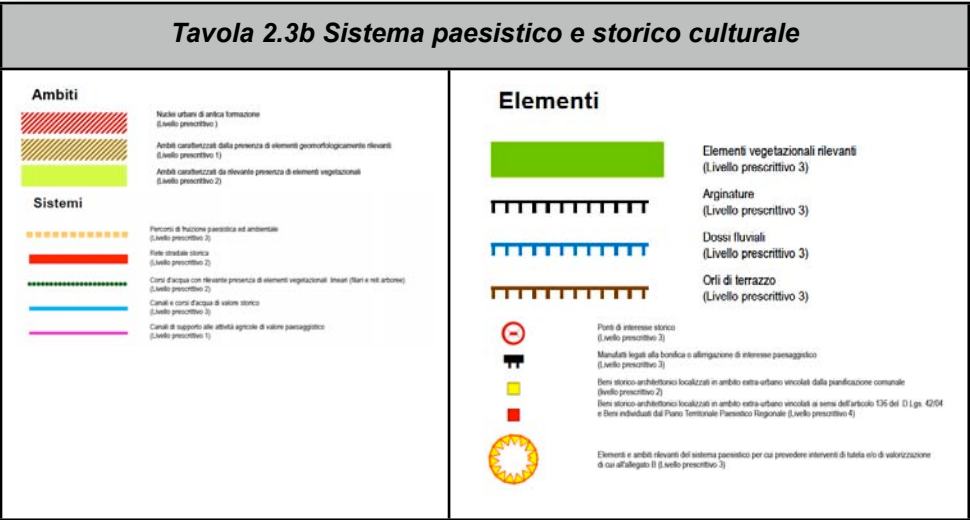 Tavola 2.3b Sistema paesistico e storico culturale
Ambiti
Nuclei urbani di antica formazione
(Livello prescrittivo )
Ambiti caratterizzati dalla presenza di elementi geomorfologicamente rilevanti
(Livello prescrittivo 1)
Ambiti caratterizzati da rilevante presenza di elementi vegetazionali
(Livello prescrittivo 2)
Sistemi
Percorsi di fruizione paesistica ed ambientale
(Livello prescrittivo 3)
Rete stradale storica
(Livello prescrittivo 2)
Corsi d'acqua con rilevante presenza di elementi vegetazionali lineari (filari e reti arboree)
(Livello prescrittivo 2)
Canali e corsi d'acqua di valore storico
(Livello prescrittivo 3)
Canali di supporto alle attività agricole di valore paesaggistico
(Livello prescrittivo 1)
Elementi
Elementi vegetazionali rilevanti
(Livello prescrittivo 3)
Arginature
(Livello prescrittivo 3)
Dossi fluviali
(Livello prescrittivo 3)
Orli di terrazzo
(Livello prescrittivo 3)
Ponti di interesse storico
(Livello prescrittivo 3)
Manufatti legati alla bonifica o all'irrigazione di interesse paesaggistico
(Livello prescrittivo 3)
Beni storico-architettonici localizzati in ambito extra-urbano vincolati dalla pianificazione comunale
(livello prescrittivo 2)
Beni storico-architettonici localizzati in ambito extra-urbano vincolati ai sensi dell'articolo 136 del D.Lgs. 42/04
e Beni individuati dal Piano Territoriale Paesistico Regionale (Livello prescrittivo 4)
Elementi e ambiti rilevanti del sistema paesistico per cui prevedere interventi di tutela e/o di valorizzazione
di cui all'allegato B (Livello prescrittivo 3)